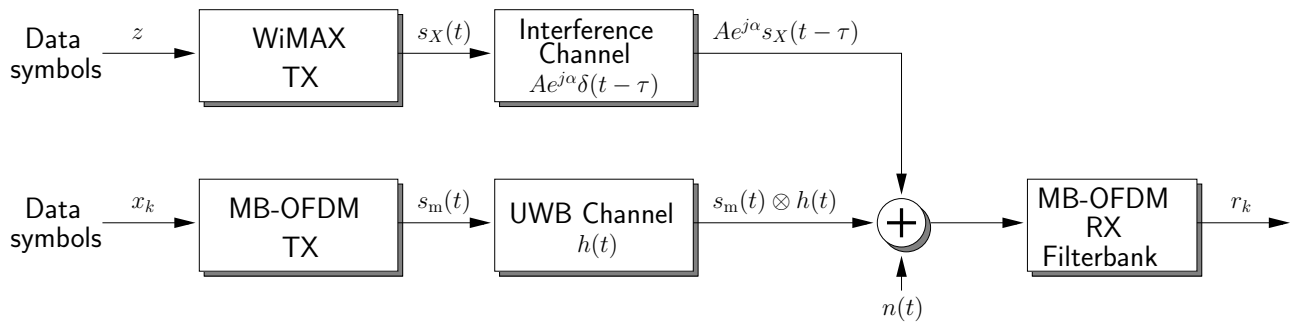 Data
symbols
z
WiMAX
TX
s_X(t)
Interference
Channel
Ae^{jα}δ(t − τ)
Ae^{jα}s_X(t − τ)
Data
symbols
x_k
MB-OFDM
TX
s_m(t)
UWB Channel
h(t)
s_m(t) ⊗ h(t)
+
n(t)
MB-OFDM
RX
Filterbank
r_k